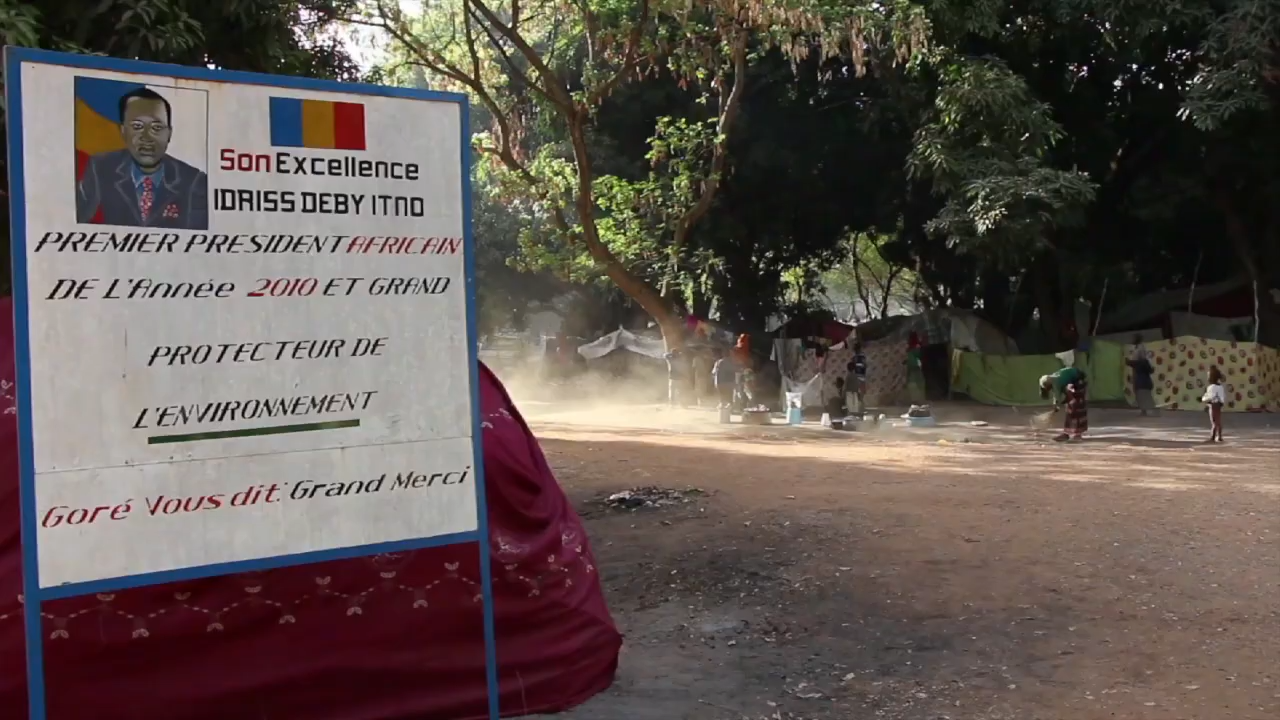 Son Excellence
IDRISS DEBY ITNO
PREMIER PRESIDENT AFRICAIN
DE L'Année 2010 ET GRAND
PROTECTEUR DE
L'ENVIRONNEMENT
Goré Vous dit: Grand Merci